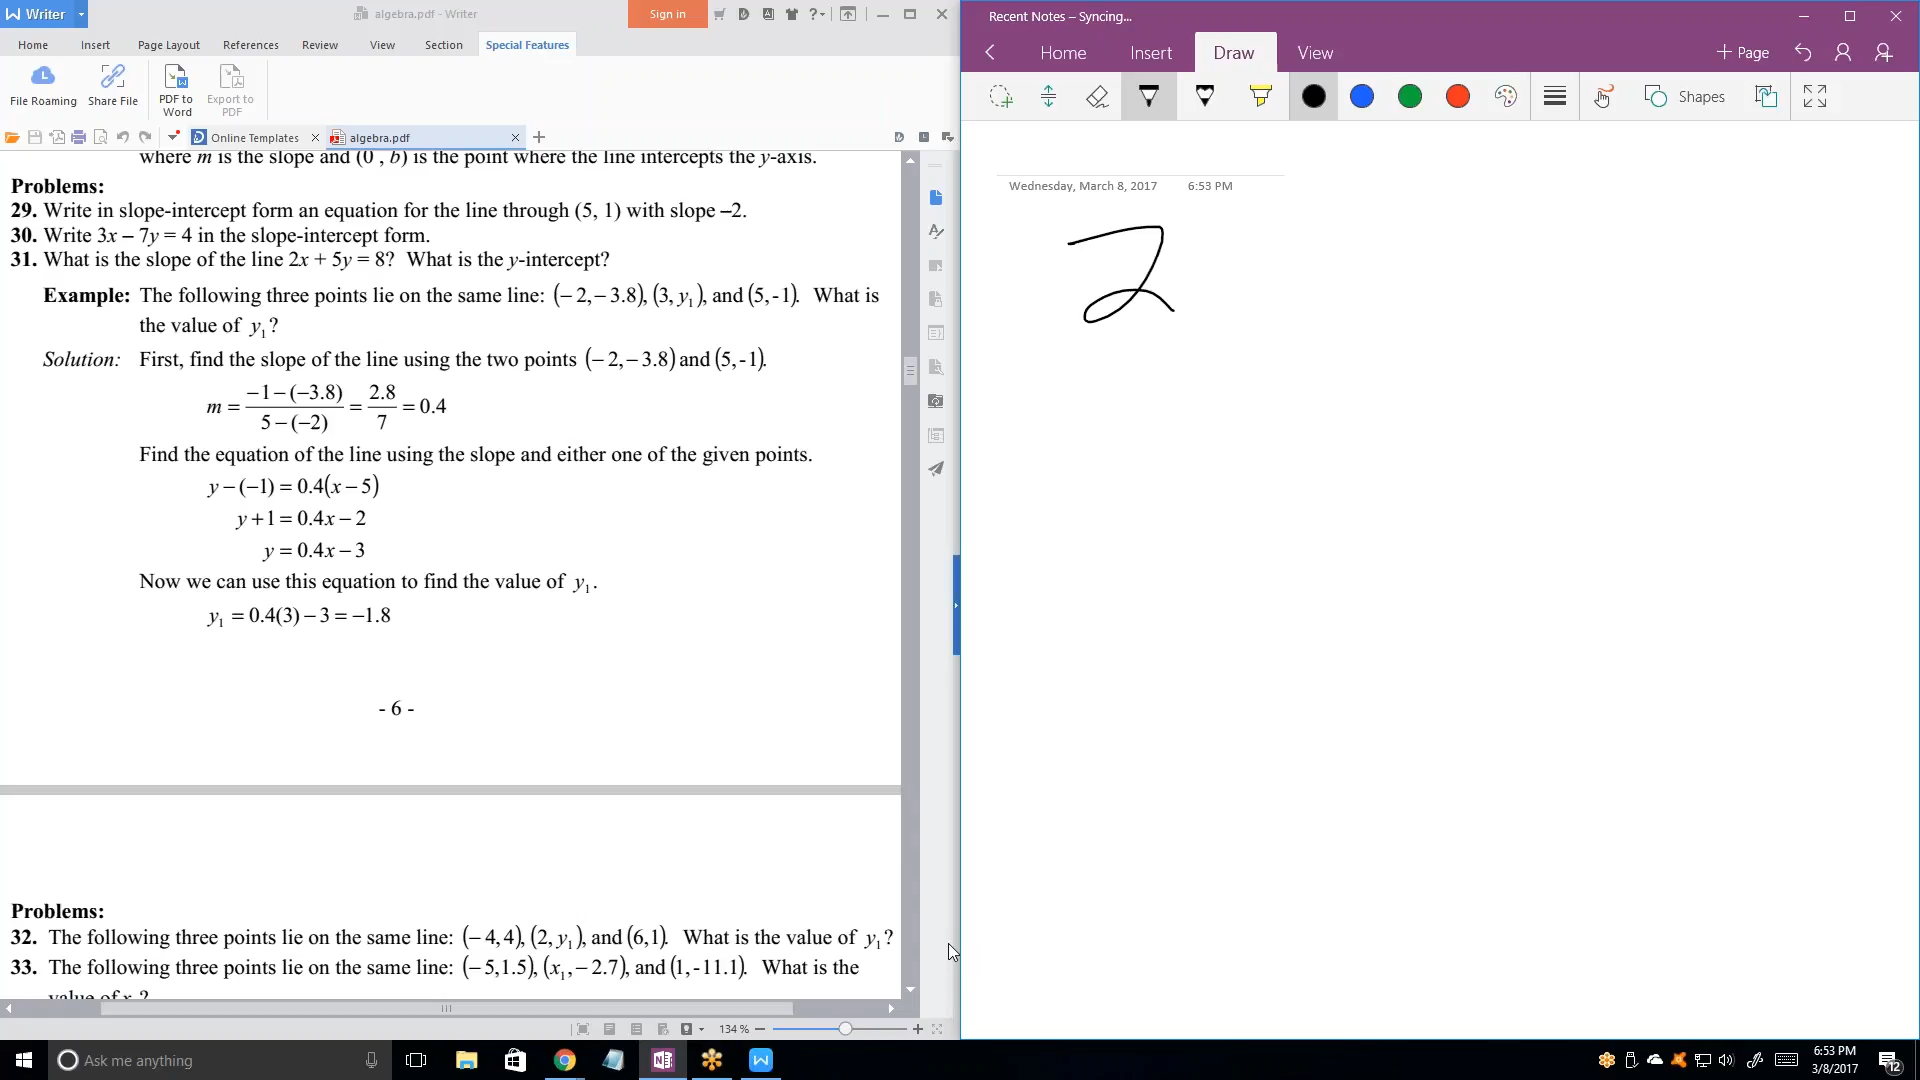 Writer
algebra.pdf - Writer
Sign in
Home Insert Page Layout References Review View Section Special Features
File Roaming Share File PDF to Word Export to PDF
Online Templates algebra.pdf
where m is the slope and (0 , b) is the point where the line intercepts the y-axis.
Problems:
29. Write in slope-intercept form an equation for the line through (5, 1) with slope –2.
30. Write 3x – 7y = 4 in the slope-intercept form.
31. What is the slope of the line 2x + 5y = 8? What is the y-intercept?
Example: The following three points lie on the same line: (– 2,– 3.8), (3, y₁), and (5,-1). What is
the value of y₁?
Solution: First, find the slope of the line using the two points (– 2,– 3.8) and (5,-1).
m = −1−(−3.8) / 5−(−2) = 2.8 / 7 = 0.4
Find the equation of the line using the slope and either one of the given points.
y−(−1) = 0.4(x−5)
y+1 = 0.4x−2
y = 0.4x−3
Now we can use this equation to find the value of y₁.
y₁ = 0.4(3)−3 = −1.8
- 6 -
Problems:
32. The following three points lie on the same line: (– 4,4), (2, y₁), and (6,1). What is the value of y₁?
33. The following three points lie on the same line: (– 5,1.5), (x₁,– 2.7), and (1,-11.1). What is the
value of x₁?
134 %
Recent Notes – Syncing...
Home Insert Draw View
Page
Shapes
Wednesday, March 8, 2017 6:53 PM
2
Ask me anything
6:53 PM
3/8/2017
12